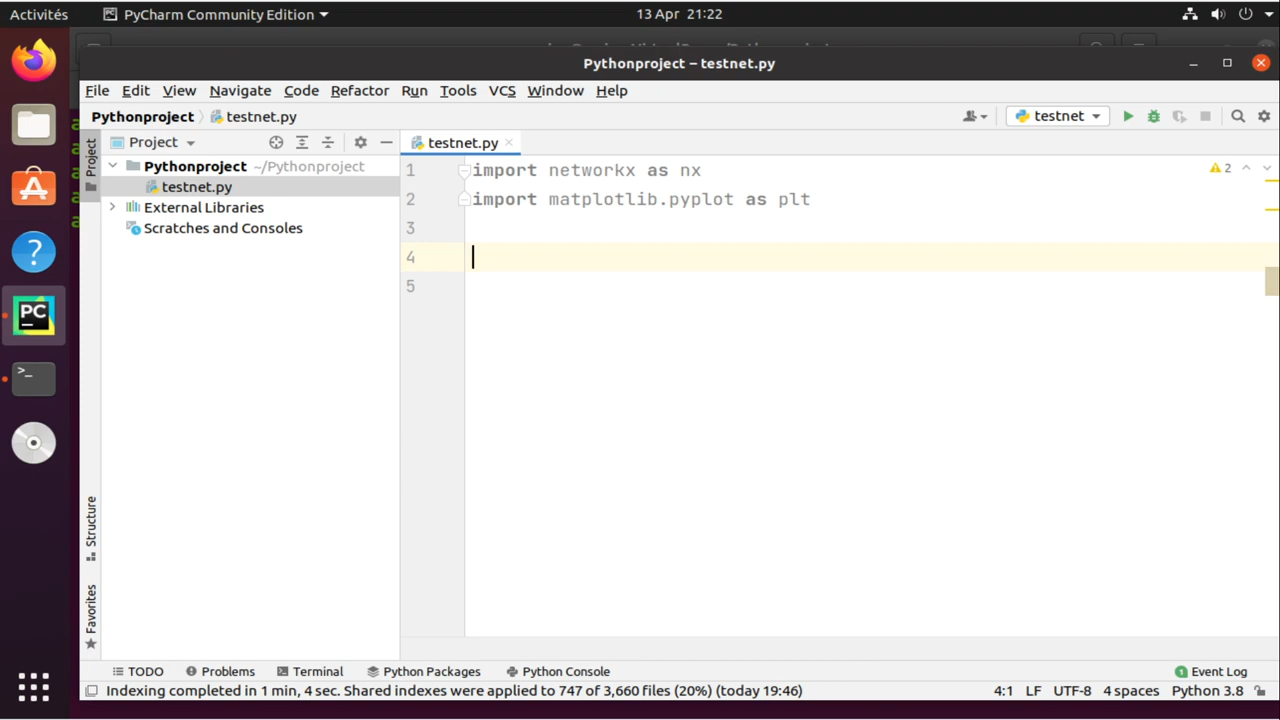 Activités
PyCharm Community Edition
13 Apr 21:22
Pythonproject – testnet.py
File Edit View Navigate Code Refactor Run Tools VCS Window Help
Pythonproject testnet.py
testnet
Project
Project
testnet.py
Pythonproject ~/Pythonproject
testnet.py
External Libraries
Scratches and Consoles
1 import networkx as nx
2 import matplotlib.pyplot as plt
3
4
5
2
Structure
Favorites
TODO Problems Terminal Python Packages Python Console
1 Event Log
Indexing completed in 1 min, 4 sec. Shared indexes were applied to 747 of 3,660 files (20%) (today 19:46)
4:1 LF UTF-8 4 spaces Python 3.8
PC
>_
?